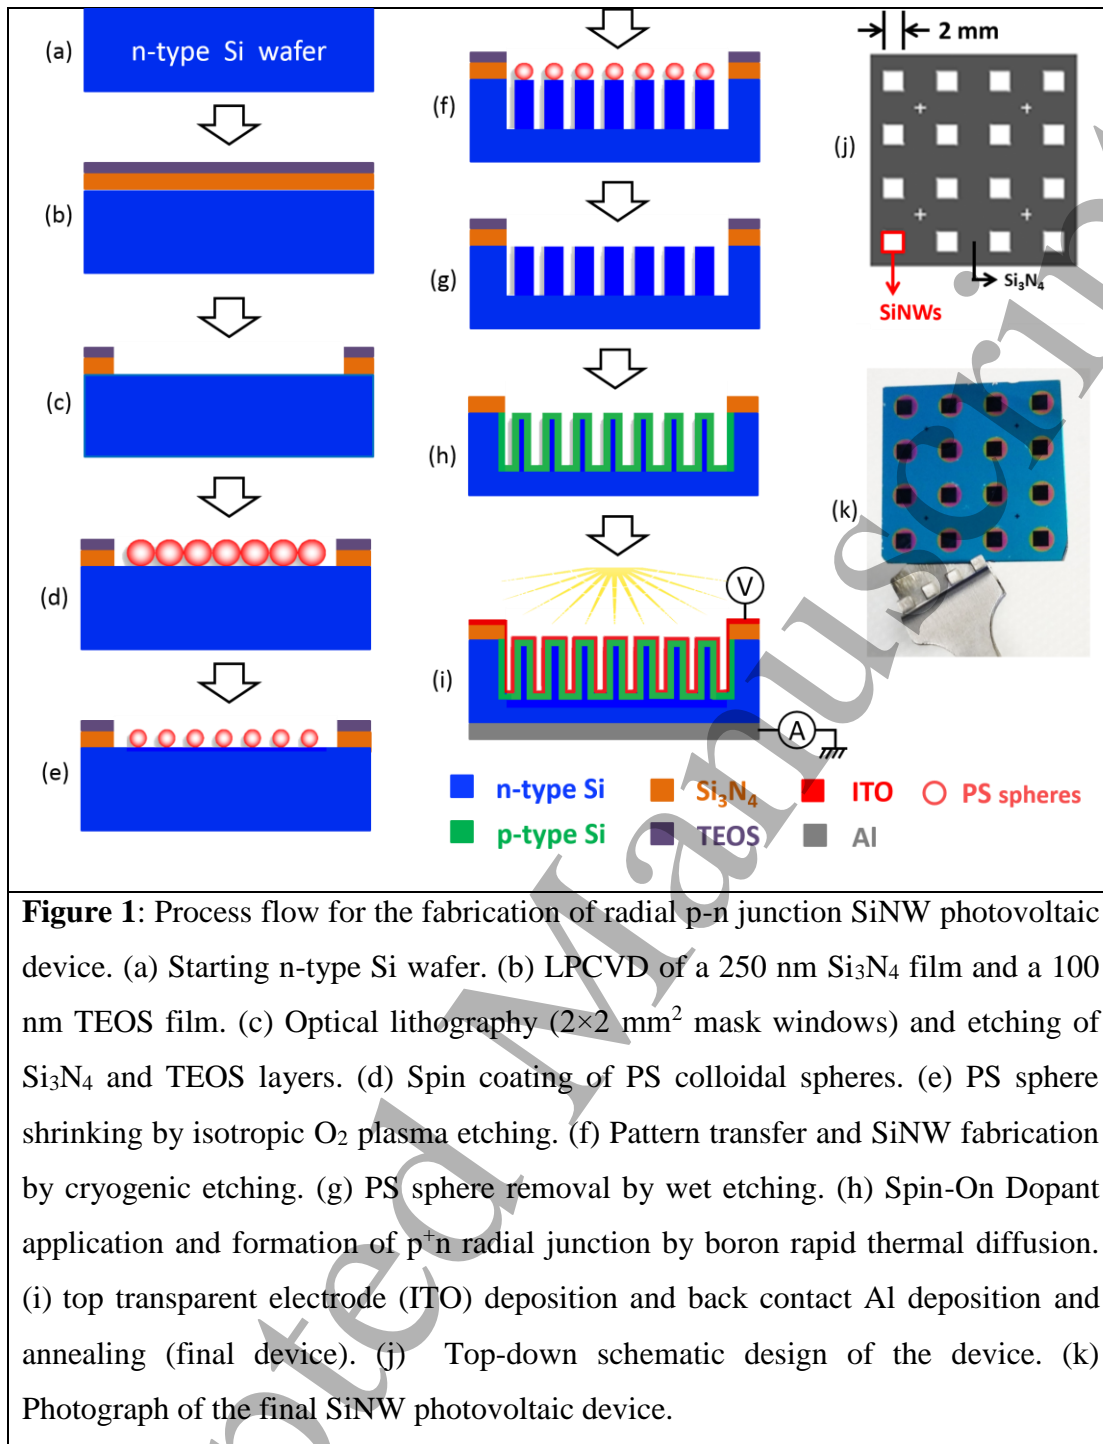 (a)
n-type Si wafer
(b)
(c)
(d)
(e)
(f)
(g)
(h)
(i)
V
A
2 mm
(j)
SiNWs
Si₃N₄
(k)
n-type Si
Si₃N₄
ITO
PS spheres
p-type Si
TEOS
Al
Figure 1: Process flow for the fabrication of radial p-n junction SiNW photovoltaic
device. (a) Starting n-type Si wafer. (b) LPCVD of a 250 nm Si₃N₄ film and a 100
nm TEOS film. (c) Optical lithography (2×2 mm² mask windows) and etching of
Si₃N₄ and TEOS layers. (d) Spin coating of PS colloidal spheres. (e) PS sphere
shrinking by isotropic O₂ plasma etching. (f) Pattern transfer and SiNW fabrication
by cryogenic etching. (g) PS sphere removal by wet etching. (h) Spin-On Dopant
application and formation of p⁺n radial junction by boron rapid thermal diffusion.
(i) top transparent electrode (ITO) deposition and back contact Al deposition and
annealing (final device). (j) Top-down schematic design of the device. (k)
Photograph of the final SiNW photovoltaic device.
pted Manuscrip